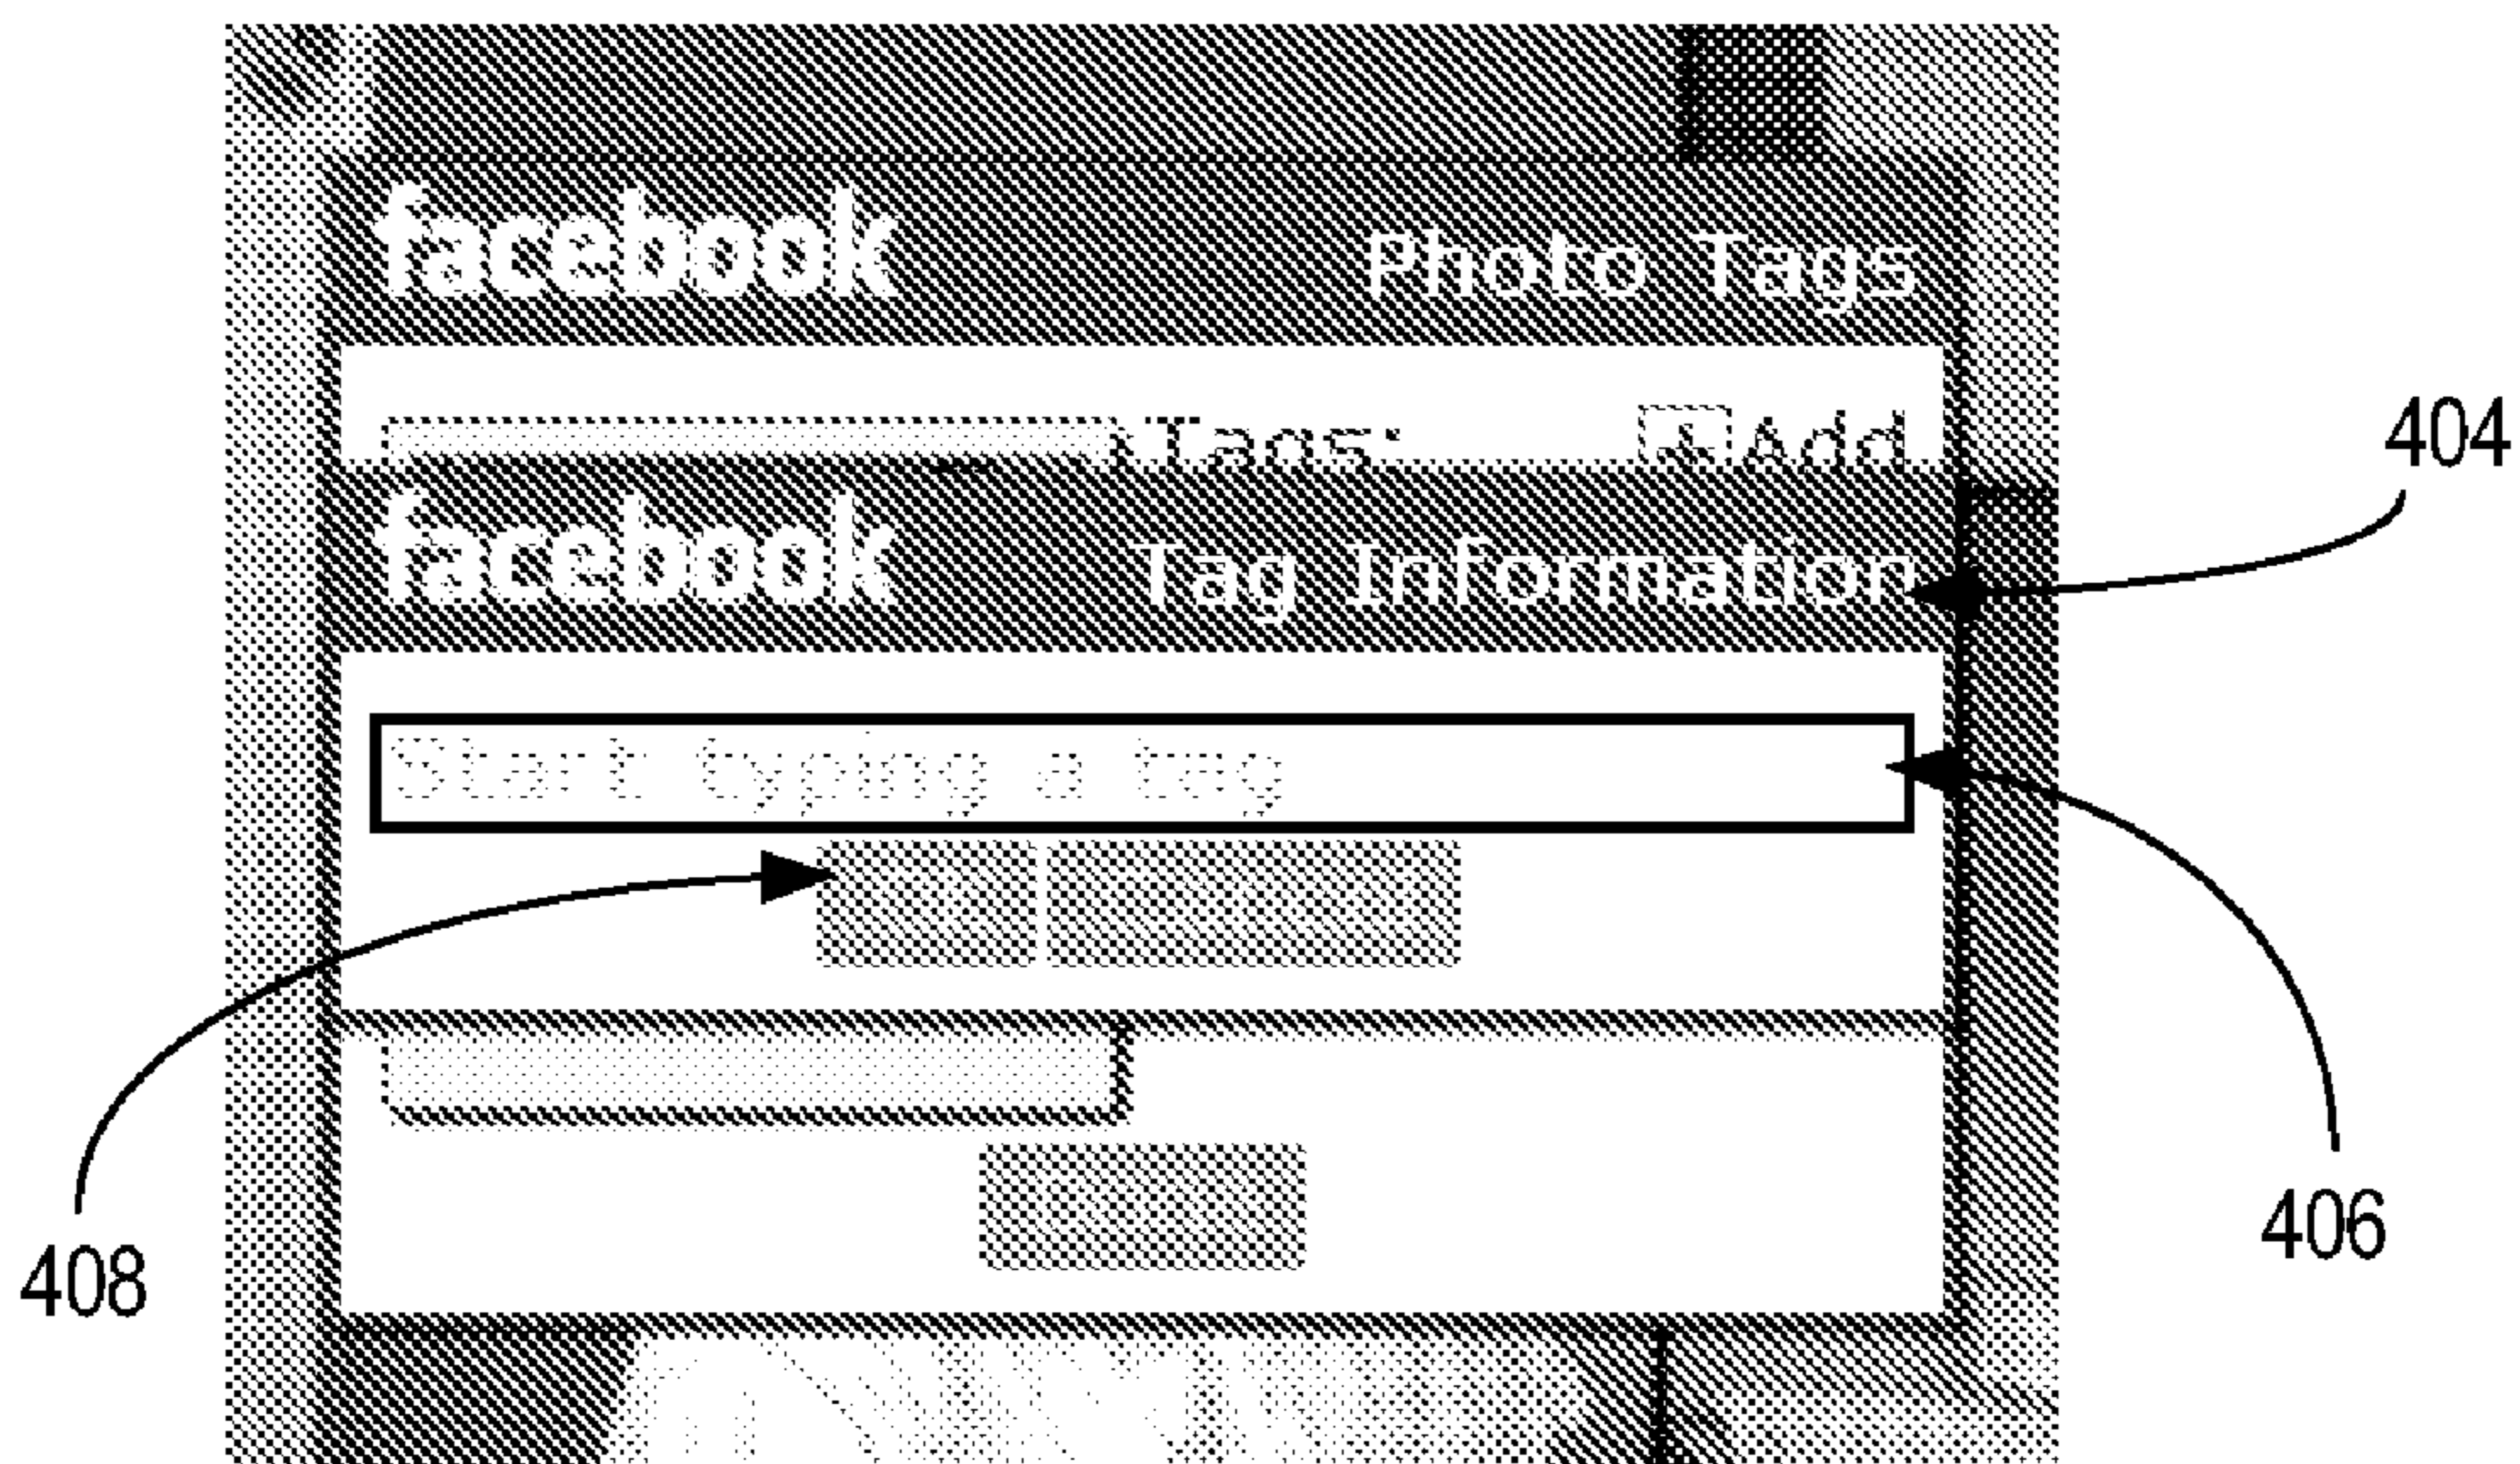 facebook Photo Tags
Tags: Add
facebook Tag Information
404
Start typing a tag
408
406